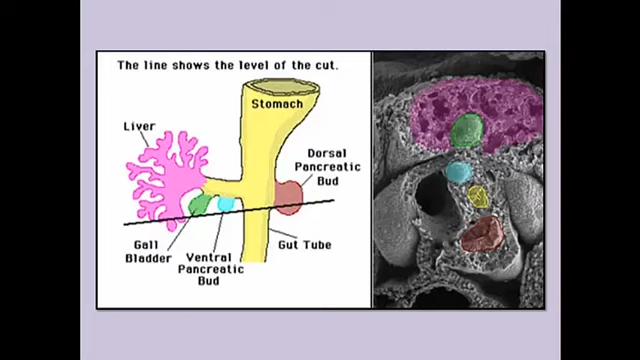 The line shows the level of the cut.
Stomach
Liver
Dorsal
Pancreatic
Bud
Gall
Bladder
Ventral
Pancreatic
Bud
Gut Tube